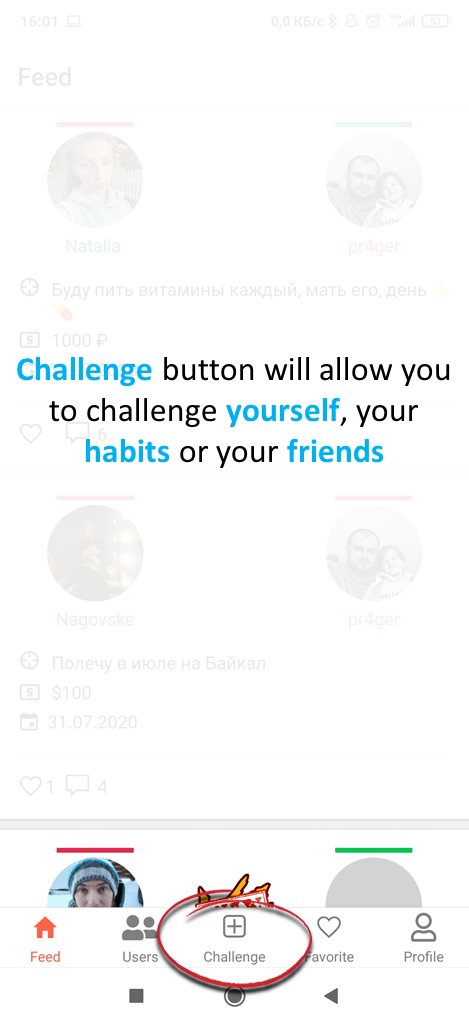 16:01 0,0 КБ/с 53
Feed
Natalia pr4ger
Буду пить витамины каждый, мать его, день ⚡
💊
1000 ₽
Challenge button will allow you
to challenge yourself, your
6
habits or your friends
Nagovske pr4ger
Полечу в июле на Байкал
$100
31.07.2020
1 4
Feed Users Challenge Favorite Profile